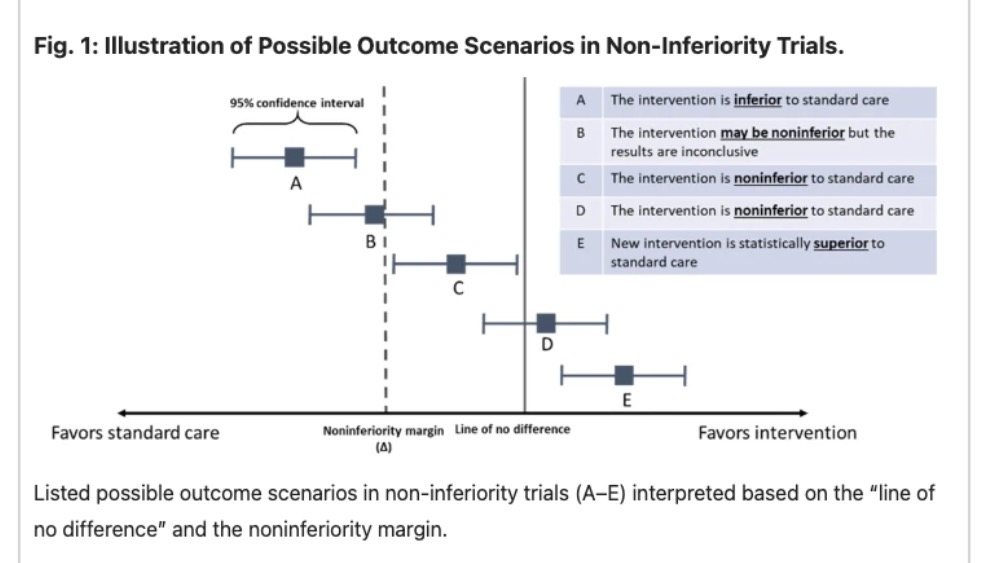 Fig. 1: Illustration of Possible Outcome Scenarios in Non-Inferiority Trials.
95% confidence interval
A
B
C
D
E
A The intervention is inferior to standard care
B The intervention may be noninferior but the
results are inconclusive
C The intervention is noninferior to standard care
D The intervention is noninferior to standard care
E New intervention is statistically superior to
standard care
Favors standard care
Noninferiority margin
(Δ)
Line of no difference
Favors intervention
Listed possible outcome scenarios in non-inferiority trials (A–E) interpreted based on the “line of
no difference” and the noninferiority margin.